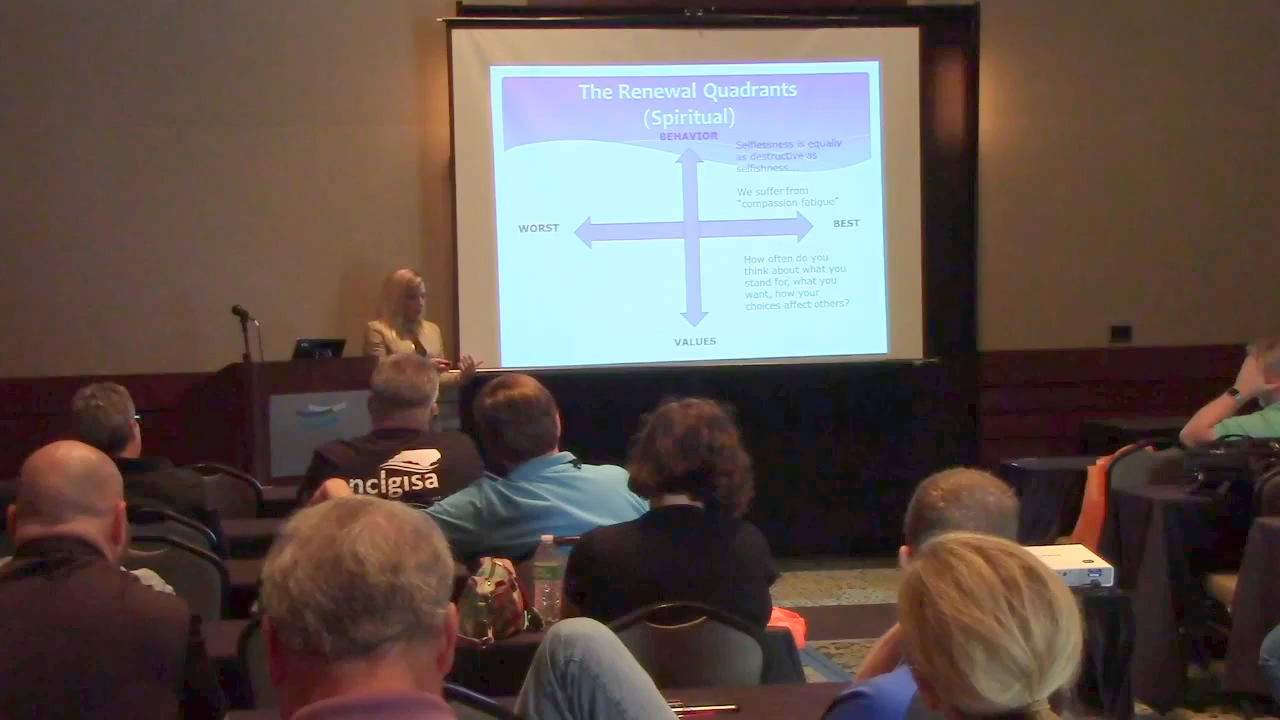 The Renewal Quadrants
(Spiritual)
BEHAVIOR
Selflessness is equally
as destructive as
selfishness...
We suffer from
"compassion fatigue"
WORST
BEST
How often do you
think about what you
stand for, what you
want, how your
choices affect others?
VALUES
ncigisa